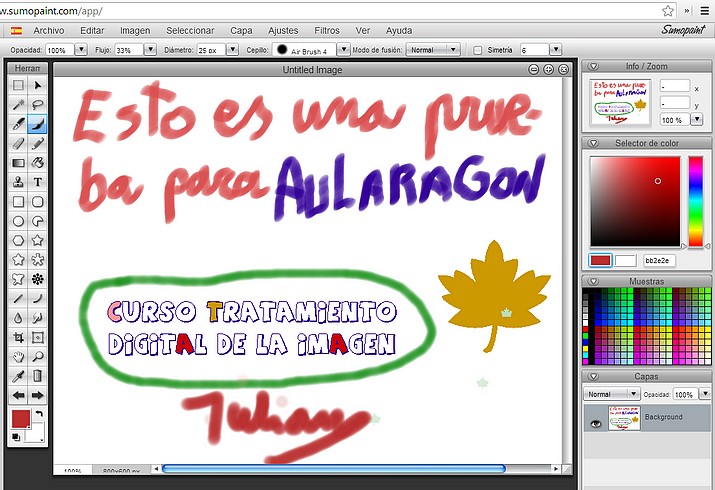 w.sumopaint.com/app/
Archivo Editar Imagen Seleccionar Capa Ajustes Filtros Ver Ayuda
Sumopaint
Opacidad: 100% Flujo: 33% Diámetro: 25 px Cepillo: Air Brush 4 Modo de fusión: Normal Simetría 6
Herram
Untitled Image
Esto es una prue-
ba para AULARAGON
CURSO TRATAMIENTO
DIGITAL DE LA IMAGEN
Julian
100% 800x600 px
Info / Zoom
- x
- y
100 %
Selector de color
bb2e2e
Muestras
Capas
Normal Opacidad: 100%
Background